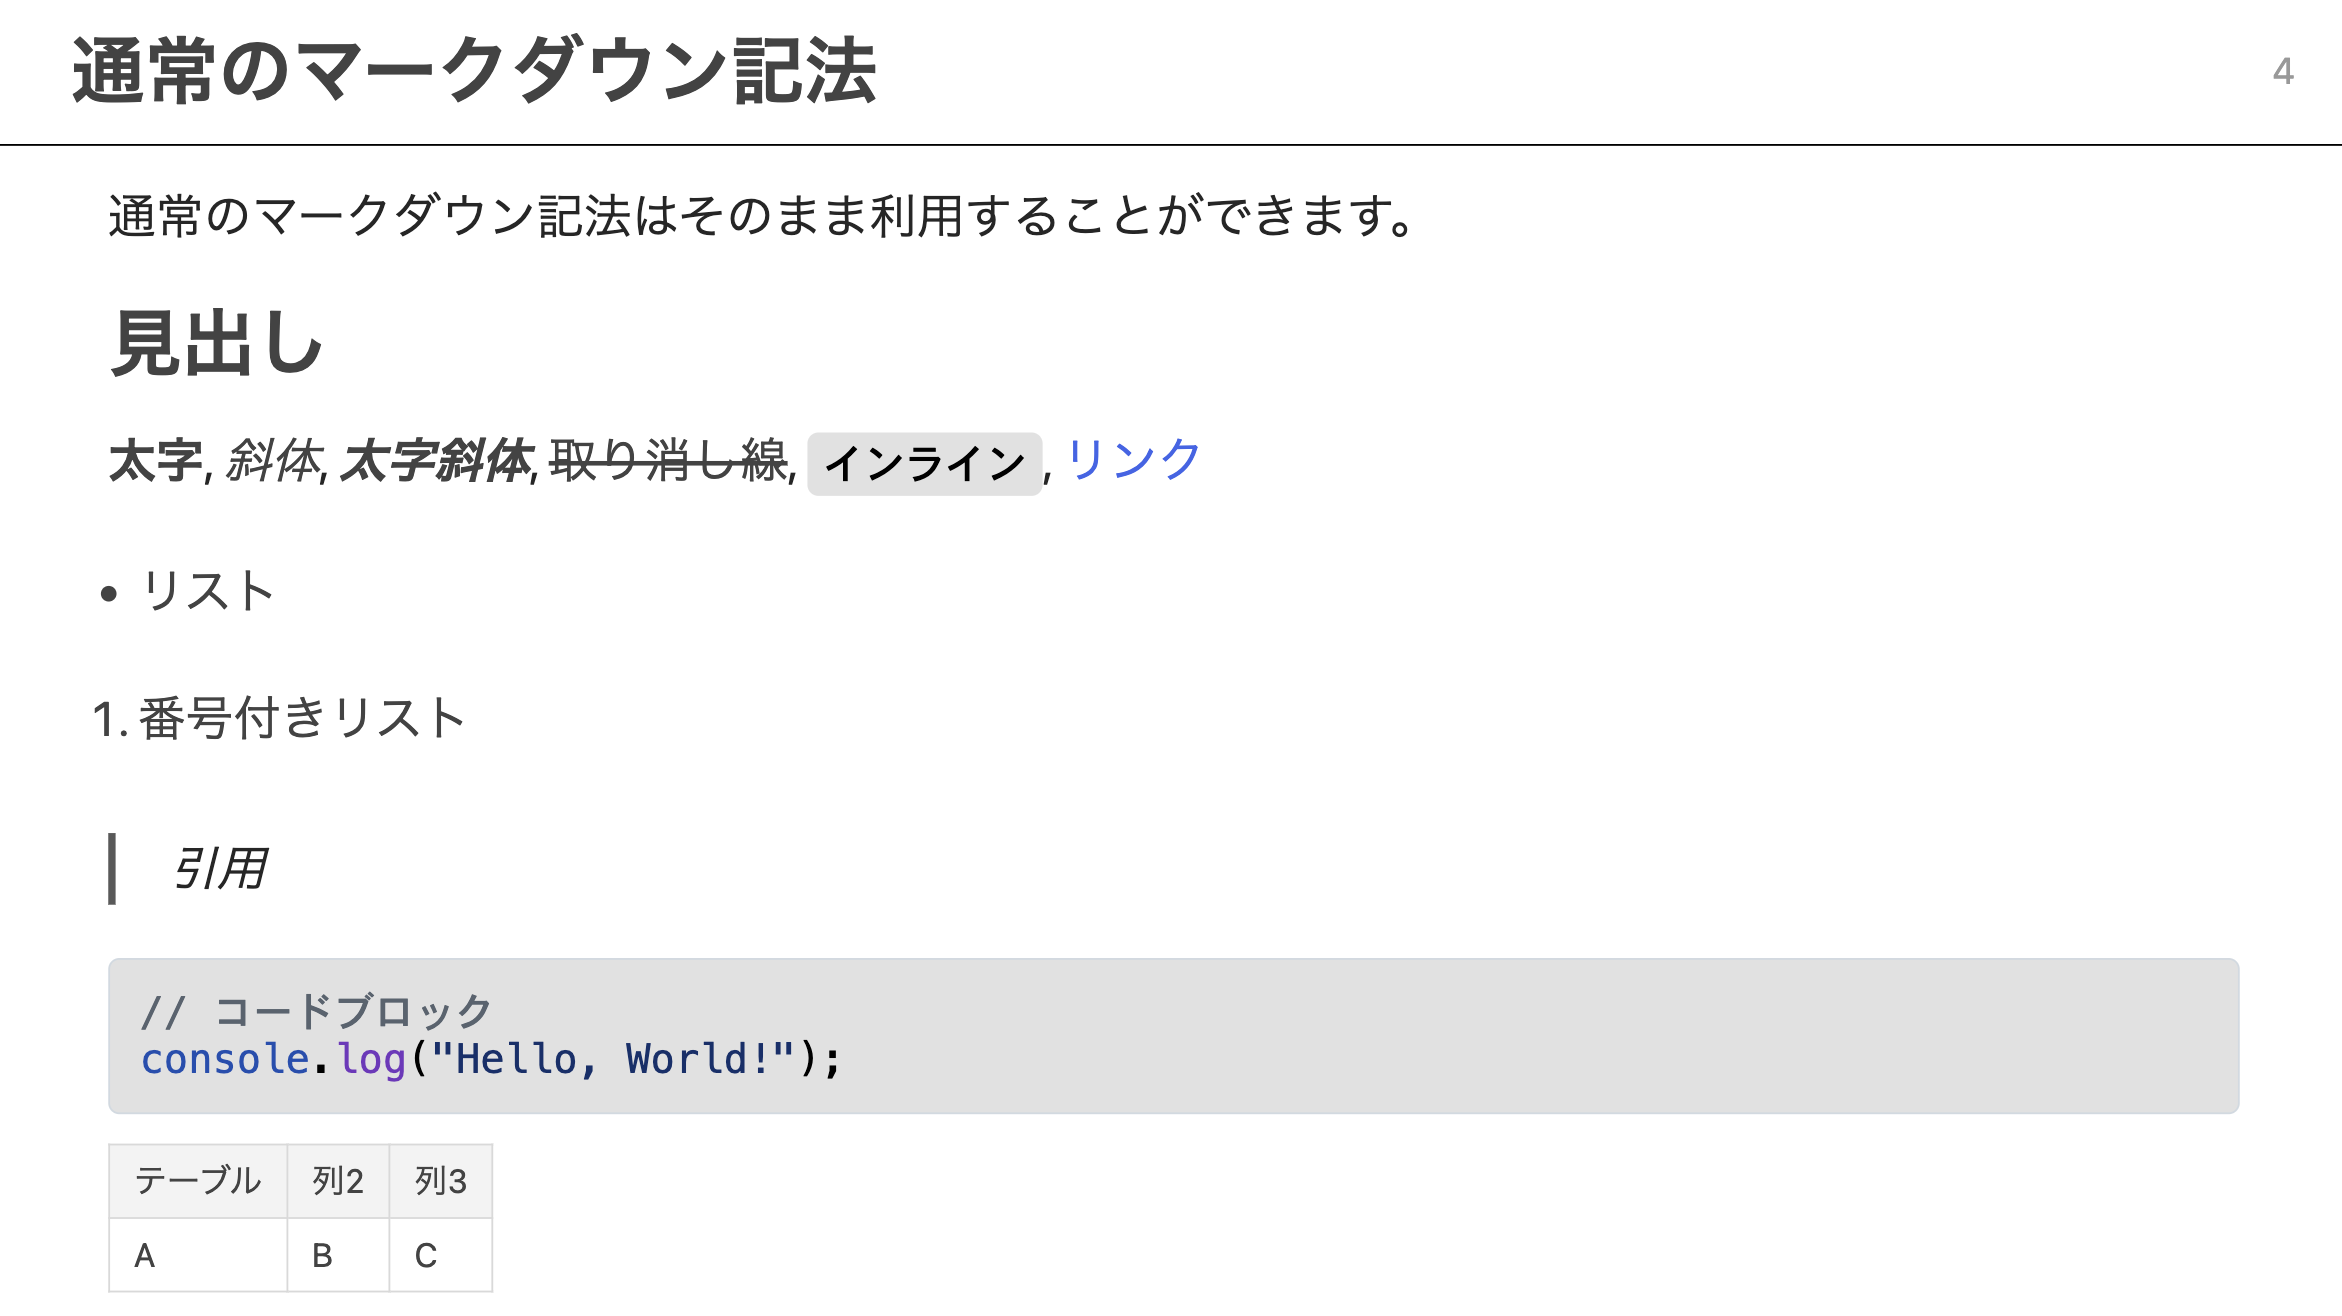 通常のマークダウン記法
4
通常のマークダウン記法はそのまま利用することができます。
見出し
太字, 斜体, 太字斜体, 取り消し線, インライン, リンク
• リスト
1. 番号付きリスト
引用
// コードブロック
console.log("Hello, World!");
テーブル 列2 列3
A B C